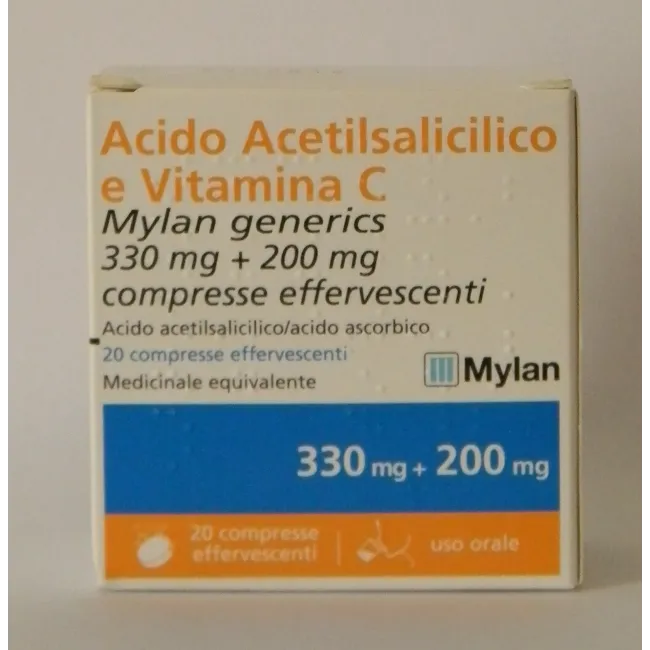 Acido Acetilsalicilico
e Vitamina C
Mylan generics
330 mg + 200 mg
compresse effervescenti
Acido acetilsalicilico/acido ascorbico
20 compresse effervescenti
Medicinale equivalente
Mylan
330 mg + 200 mg
20 compresse
effervescenti
uso orale